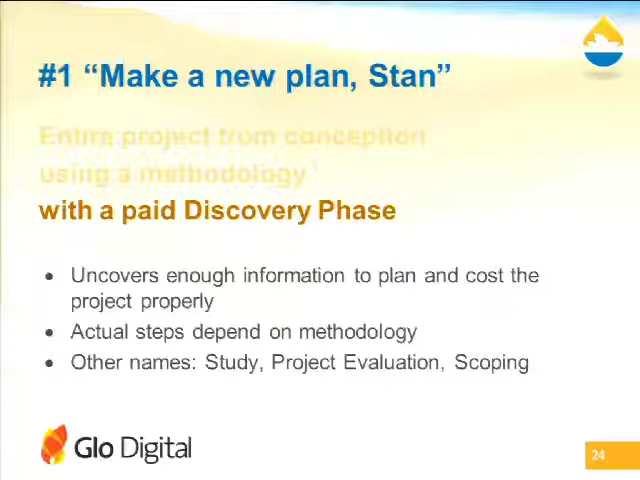 #1 “Make a new plan, Stan”
Entire project from conception
using a methodology
with a paid Discovery Phase
• Uncovers enough information to plan and cost the
project properly
• Actual steps depend on methodology
• Other names: Study, Project Evaluation, Scoping
Glo Digital
24